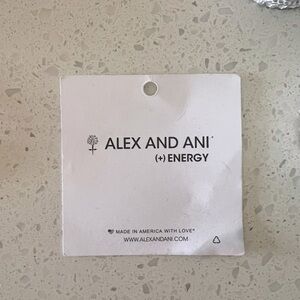 ALEX AND ANI®
(+) ENERGY
MADE IN AMERICA WITH LOVE®
WWW.ALEXANDANI.COM